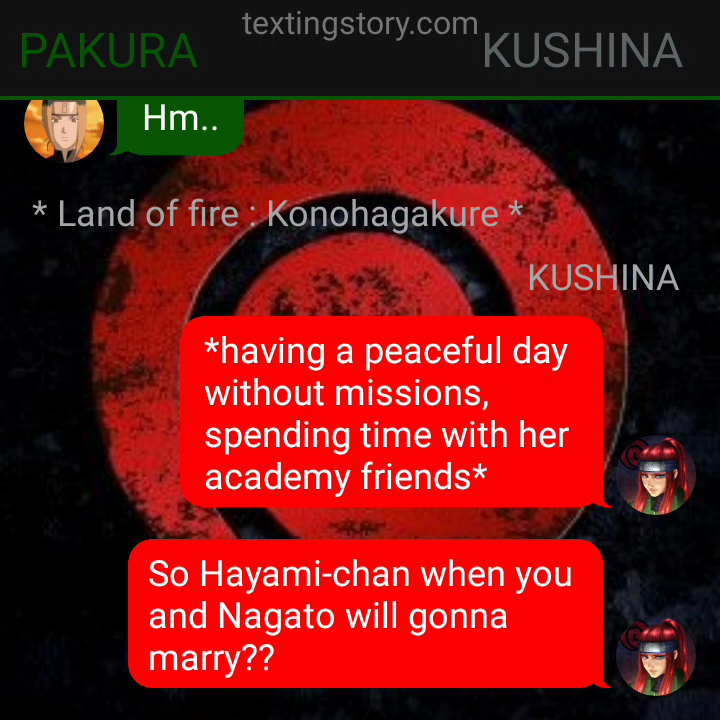 textingstory.com
PAKURA
KUSHINA
Hm..
* Land of fire : Konohagakure *
KUSHINA
*having a peaceful day
without missions,
spending time with her
academy friends*
So Hayami-chan when you
and Nagato will gonna
marry??